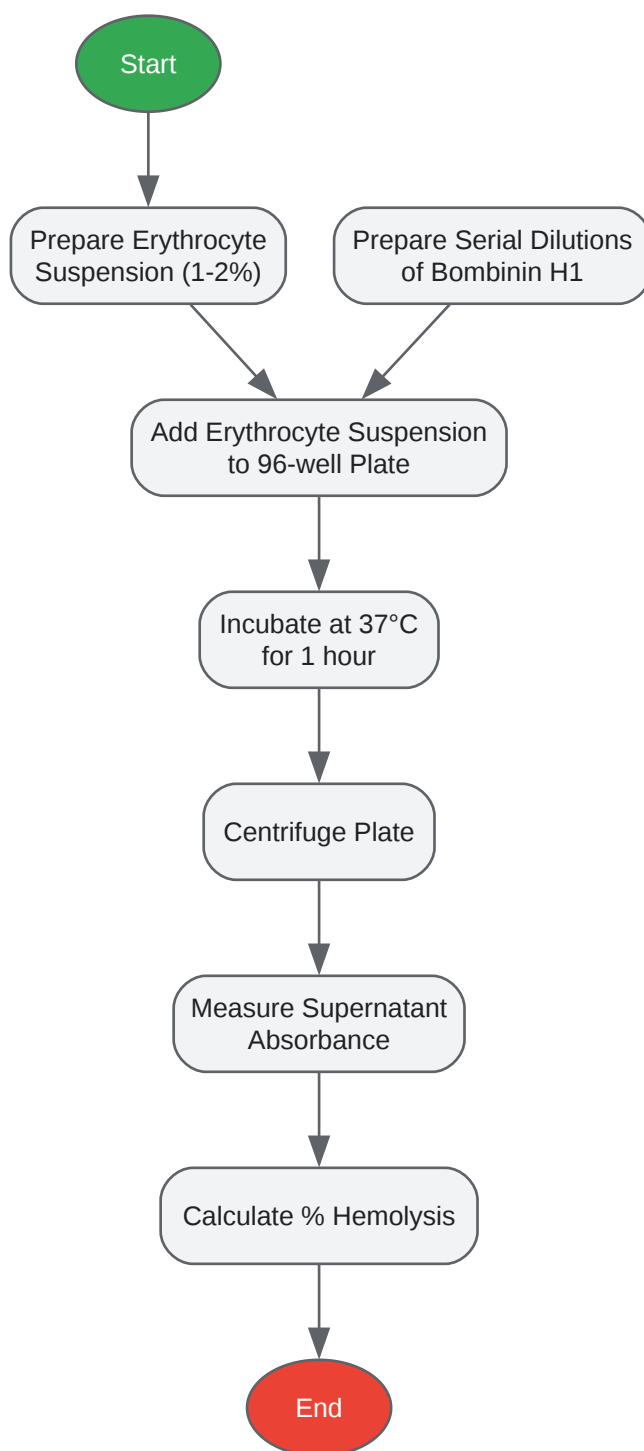 Start
Prepare Erythrocyte
Suspension (1-2%)
Prepare Serial Dilutions
of Bombinin H1
Add Erythrocyte Suspension
to 96-well Plate
Incubate at 37°C
for 1 hour
Centrifuge Plate
Measure Supernatant
Absorbance
Calculate % Hemolysis
End